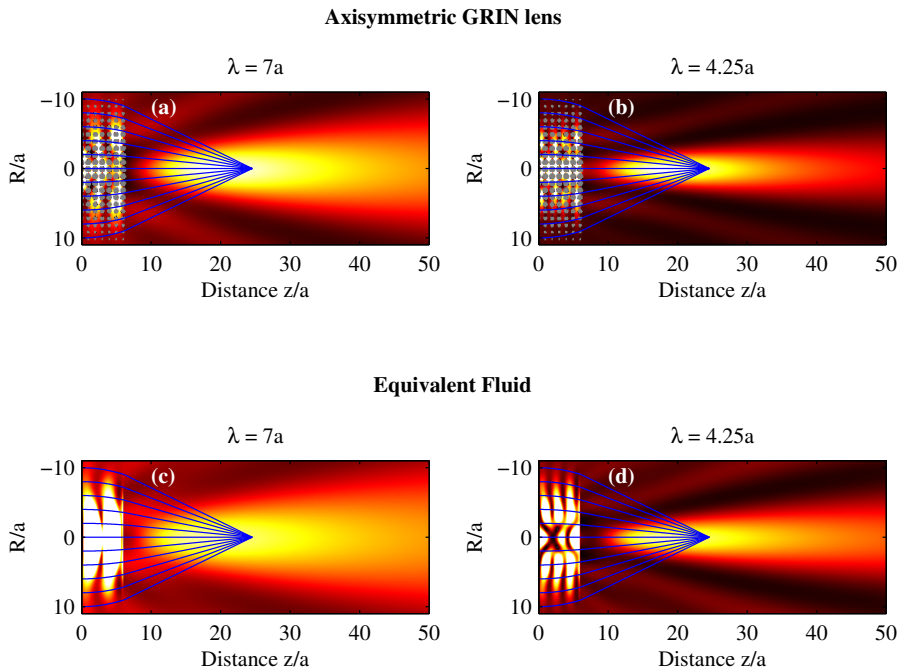 Axisymmetric GRIN lens
λ = 7a
λ = 4.25a
(a)
(b)
−10
0
10
R/a
0 10 20 30 40 50
Distance z/a
−10
0
10
R/a
0 10 20 30 40 50
Distance z/a
Equivalent Fluid
λ = 7a
λ = 4.25a
(c)
(d)
−10
0
10
R/a
0 10 20 30 40 50
Distance z/a
−10
0
10
R/a
0 10 20 30 40 50
Distance z/a